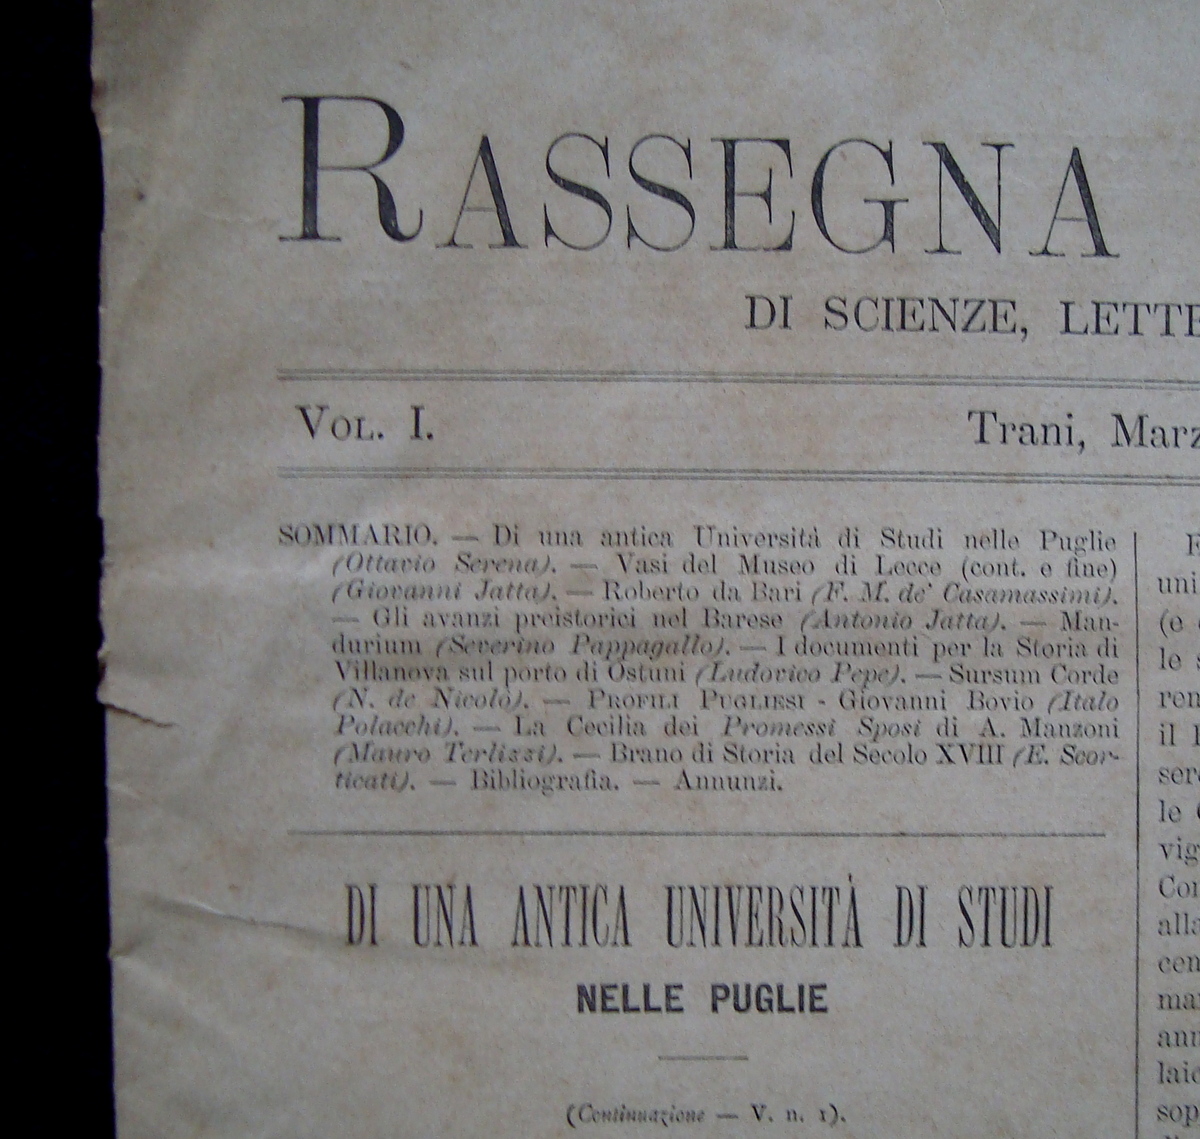 RASSEGNA
DI SCIENZE, LETTE
VOL. I.
Trani, Marz
SOMMARIO. — Di una antica Università di Studi nelle Puglie
(Ottavio Serena). — Vasi del Museo di Lecce (cont. e fine)
(Giovanni Jatta). — Roberto da Bari (F. M. de' Casamassimi).
— Gli avanzi preistorici nel Barese (Antonio Jatta). — Man-
durium (Severino Pappagallo). — I documenti per la Storia di
Villanova sul porto di Ostuni (Ludovico Pepe). — Sursum Corde
(N. de Nicolò). — PROFILI PUGLIESI - Giovanni Bovio (Italo
Polacchi). — La Cecilia dei Promessi Sposi di A. Manzoni
(Mauro Terlizzi). — Brano di Storia del Secolo XVIII (E. Scor-
ticati). — Bibliografia. — Annunzi.
DI UNA ANTICA UNIVERSITÀ DI STUDI
NELLE PUGLIE
(Continuazione — V. n. 1).
uni
(e
le s
ren
il
sere
le
vig
Con
alla
cen
ma
ann
laic
sop